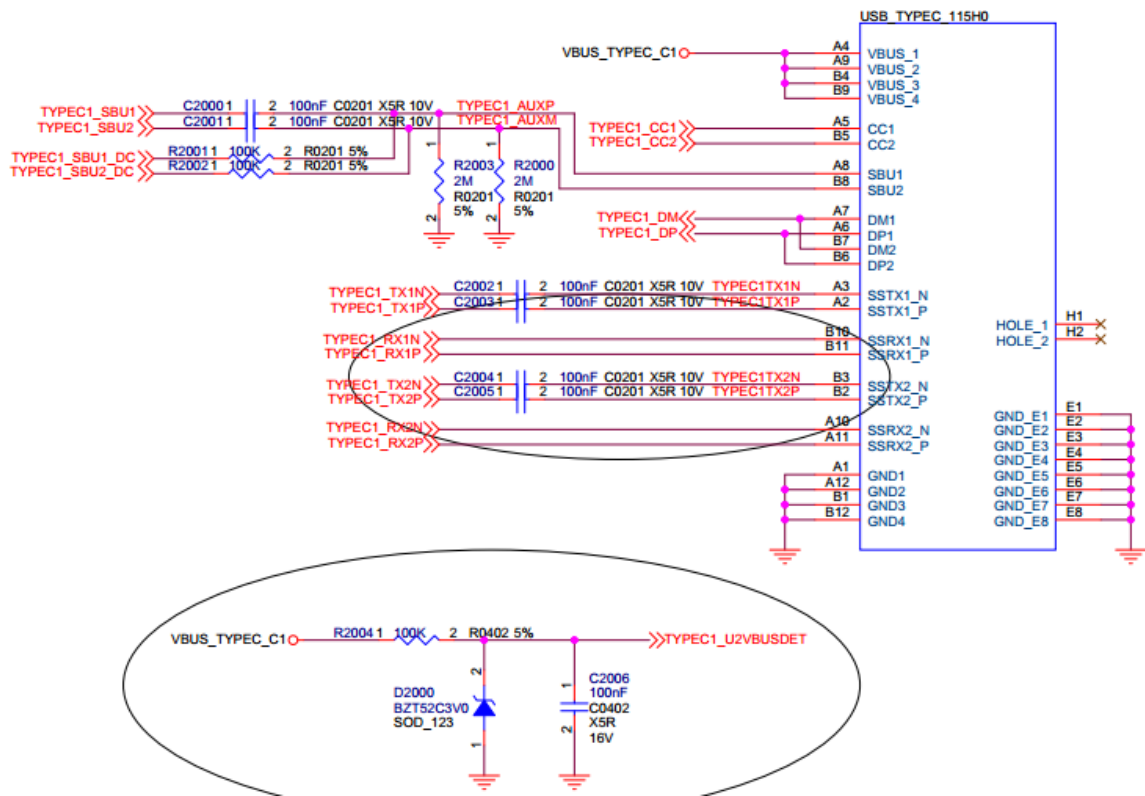 USB_TYPEC_115H0
VBUS_TYPEC_C1 A4 VBUS_1
A9 VBUS_2
B4 VBUS_3
B9 VBUS_4
TYPEC1_SBU1 C2000 1 2 100nF C0201 X5R 10V TYPEC1_AUXP
TYPEC1_SBU2 C2001 1 2 100nF C0201 X5R 10V TYPEC1_AUXM
TYPEC1_CC1 A5 CC1
TYPEC1_CC2 B5 CC2
TYPEC1_SBU1_DC R2001 1 100K 2 R0201 5%
TYPEC1_SBU2_DC R2002 1 100K 2 R0201 5%
A8 SBU1
B8 SBU2
1 R2003 2M R0201 5% 2
1 R2000 2M R0201 5% 2
TYPEC1_DM A7 DM1
TYPEC1_DP A6 DP1
B7 DM2
B6 DP2
TYPEC1_TX1N C2002 1 2 100nF C0201 X5R 10V TYPEC1TX1N A3 SSTX1_N
TYPEC1_TX1P C2003 1 2 100nF C0201 X5R 10V TYPEC1TX1P A2 SSTX1_P
TYPEC1_RX1N B10 SSRX1_N
TYPEC1_RX1P B11 SSRX1_P
HOLE_1 H1
HOLE_2 H2
TYPEC1_TX2N C2004 1 2 100nF C0201 X5R 10V TYPEC1TX2N B3 SSTX2_N
TYPEC1_TX2P C2005 1 2 100nF C0201 X5R 10V TYPEC1TX2P B2 SSTX2_P
TYPEC1_RX2N A10 SSRX2_N
TYPEC1_RX2P A11 SSRX2_P
GND_E1 E1
GND_E2 E2
GND_E3 E3
GND_E4 E4
GND_E5 E5
GND_E6 E6
GND_E7 E7
GND_E8 E8
A1 GND1
A12 GND2
B1 GND3
B12 GND4
VBUS_TYPEC_C1 R2004 1 100K 2 R0402 5% TYPEC1_U2VBUSDET
2
D2000
BZT52C3V0
SOD_123
1
1
C2006
100nF
C0402
X5R
16V
2